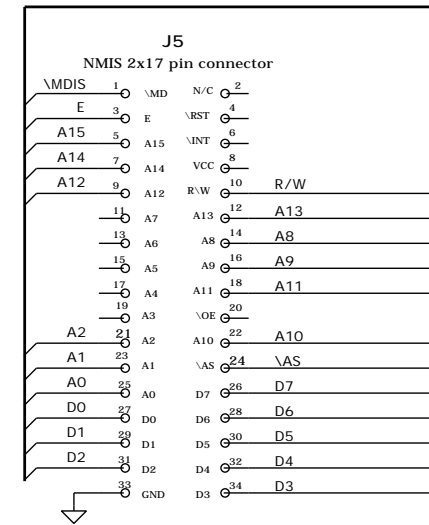 J5
NMIS 2x17 pin connector
\MDIS 1 \MD N/C 2
E 3 E \RST 4
A15 5 A15 \INT 6
A14 7 A14 VCC 8
A12 9 A12 R\W 10 R/W
11 A7 A13 12 A13
13 A6 A8 14 A8
15 A5 A9 16 A9
17 A4 A11 18 A11
19 A3 \OE 20
A2 21 A2 A10 22 A10
A1 23 A1 \AS 24 \AS
A0 25 A0 D7 26 D7
D0 27 D0 D6 28 D6
D1 29 D1 D5 30 D5
D2 31 D2 D4 32 D4
33 GND D3 34 D3